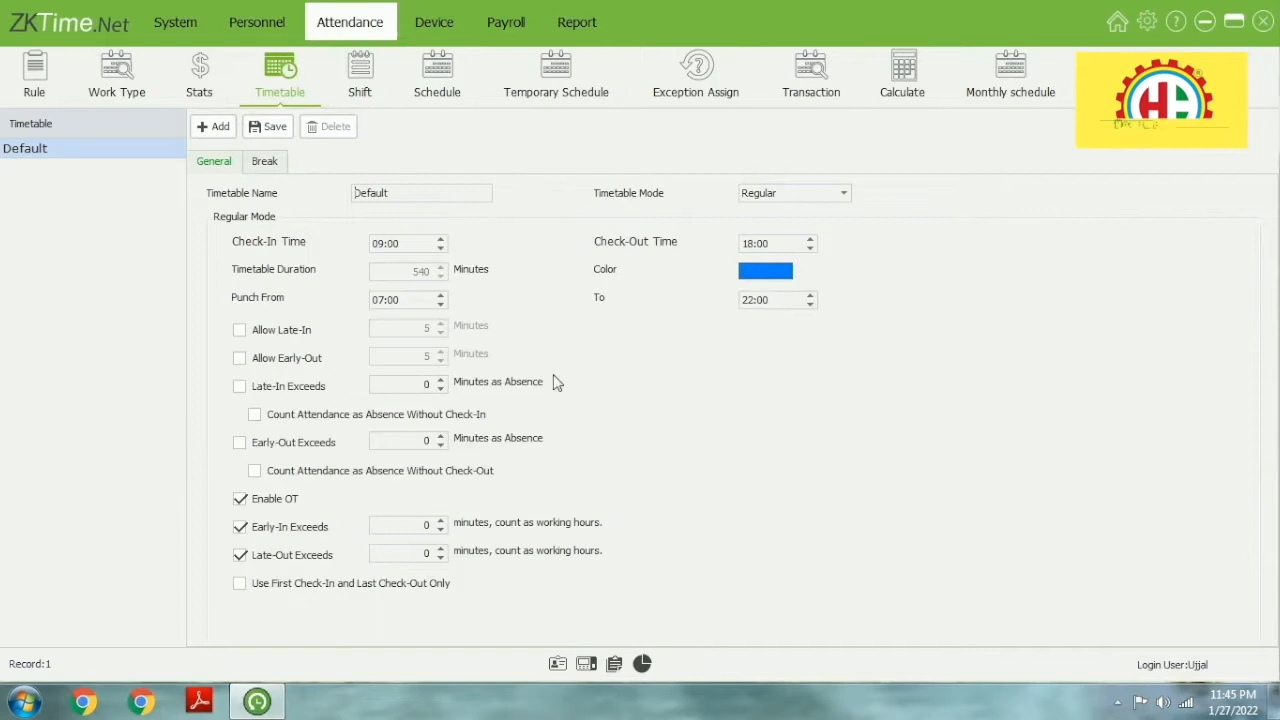 ZKTime.Net System Personnel Attendance Device Payroll Report
Rule Work Type Stats Timetable Shift Schedule Temporary Schedule Exception Assign Transaction Calculate Monthly schedule
Timetable
Default
Add Save Delete
General Break
Timetable Name Default Timetable Mode Regular
Regular Mode
Check-In Time 09:00 Check-Out Time 18:00
Timetable Duration 540 Minutes Color
Punch From 07:00 To 22:00
Allow Late-In 5 Minutes
Allow Early-Out 5 Minutes
Late-In Exceeds 0 Minutes as Absence
Count Attendance as Absence Without Check-In
Early-Out Exceeds 0 Minutes as Absence
Count Attendance as Absence Without Check-Out
Enable OT
Early-In Exceeds 0 minutes, count as working hours.
Late-Out Exceeds 0 minutes, count as working hours.
Use First Check-In and Last Check-Out Only
Record:1 Login User:Ujjal
11:45 PM
1/27/2022